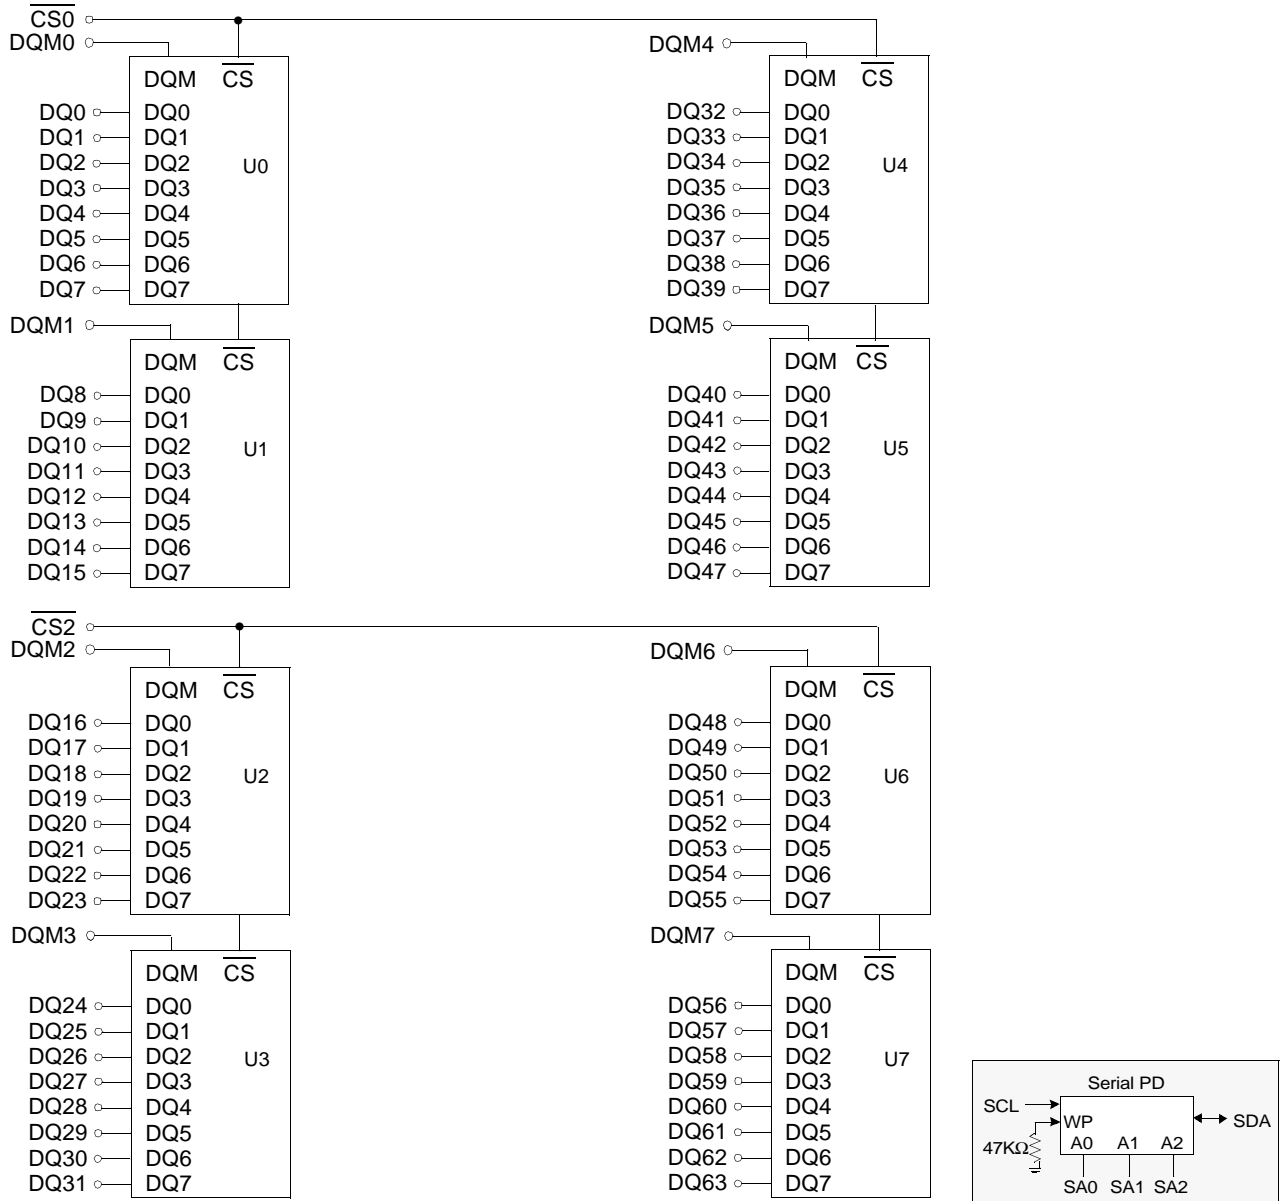 CS0
DQM0
DQM CS
DQ0 DQ0
DQ1 DQ1
DQ2 DQ2
U0
DQ3 DQ3
DQ4 DQ4
DQ5 DQ5
DQ6 DQ6
DQ7 DQ7
DQM1
DQM CS
DQ8 DQ0
DQ9 DQ1
DQ10 DQ2
U1
DQ11 DQ3
DQ12 DQ4
DQ13 DQ5
DQ14 DQ6
DQ15 DQ7
DQM4
DQM CS
DQ32 DQ0
DQ33 DQ1
DQ34 DQ2
U4
DQ35 DQ3
DQ36 DQ4
DQ37 DQ5
DQ38 DQ6
DQ39 DQ7
DQM5
DQM CS
DQ40 DQ0
DQ41 DQ1
DQ42 DQ2
U5
DQ43 DQ3
DQ44 DQ4
DQ45 DQ5
DQ46 DQ6
DQ47 DQ7
CS2
DQM2
DQM CS
DQ16 DQ0
DQ17 DQ1
DQ18 DQ2
U2
DQ19 DQ3
DQ20 DQ4
DQ21 DQ5
DQ22 DQ6
DQ23 DQ7
DQM3
DQM CS
DQ24 DQ0
DQ25 DQ1
DQ26 DQ2
U3
DQ27 DQ3
DQ28 DQ4
DQ29 DQ5
DQ30 DQ6
DQ31 DQ7
DQM6
DQM CS
DQ48 DQ0
DQ49 DQ1
DQ50 DQ2
U6
DQ51 DQ3
DQ52 DQ4
DQ53 DQ5
DQ54 DQ6
DQ55 DQ7
DQM7
DQM CS
DQ56 DQ0
DQ57 DQ1
DQ58 DQ2
U7
DQ59 DQ3
DQ60 DQ4
DQ61 DQ5
DQ62 DQ6
DQ63 DQ7
Serial PD
SCL
WP
SDA
47KΩ
A0 A1 A2
SA0 SA1 SA2